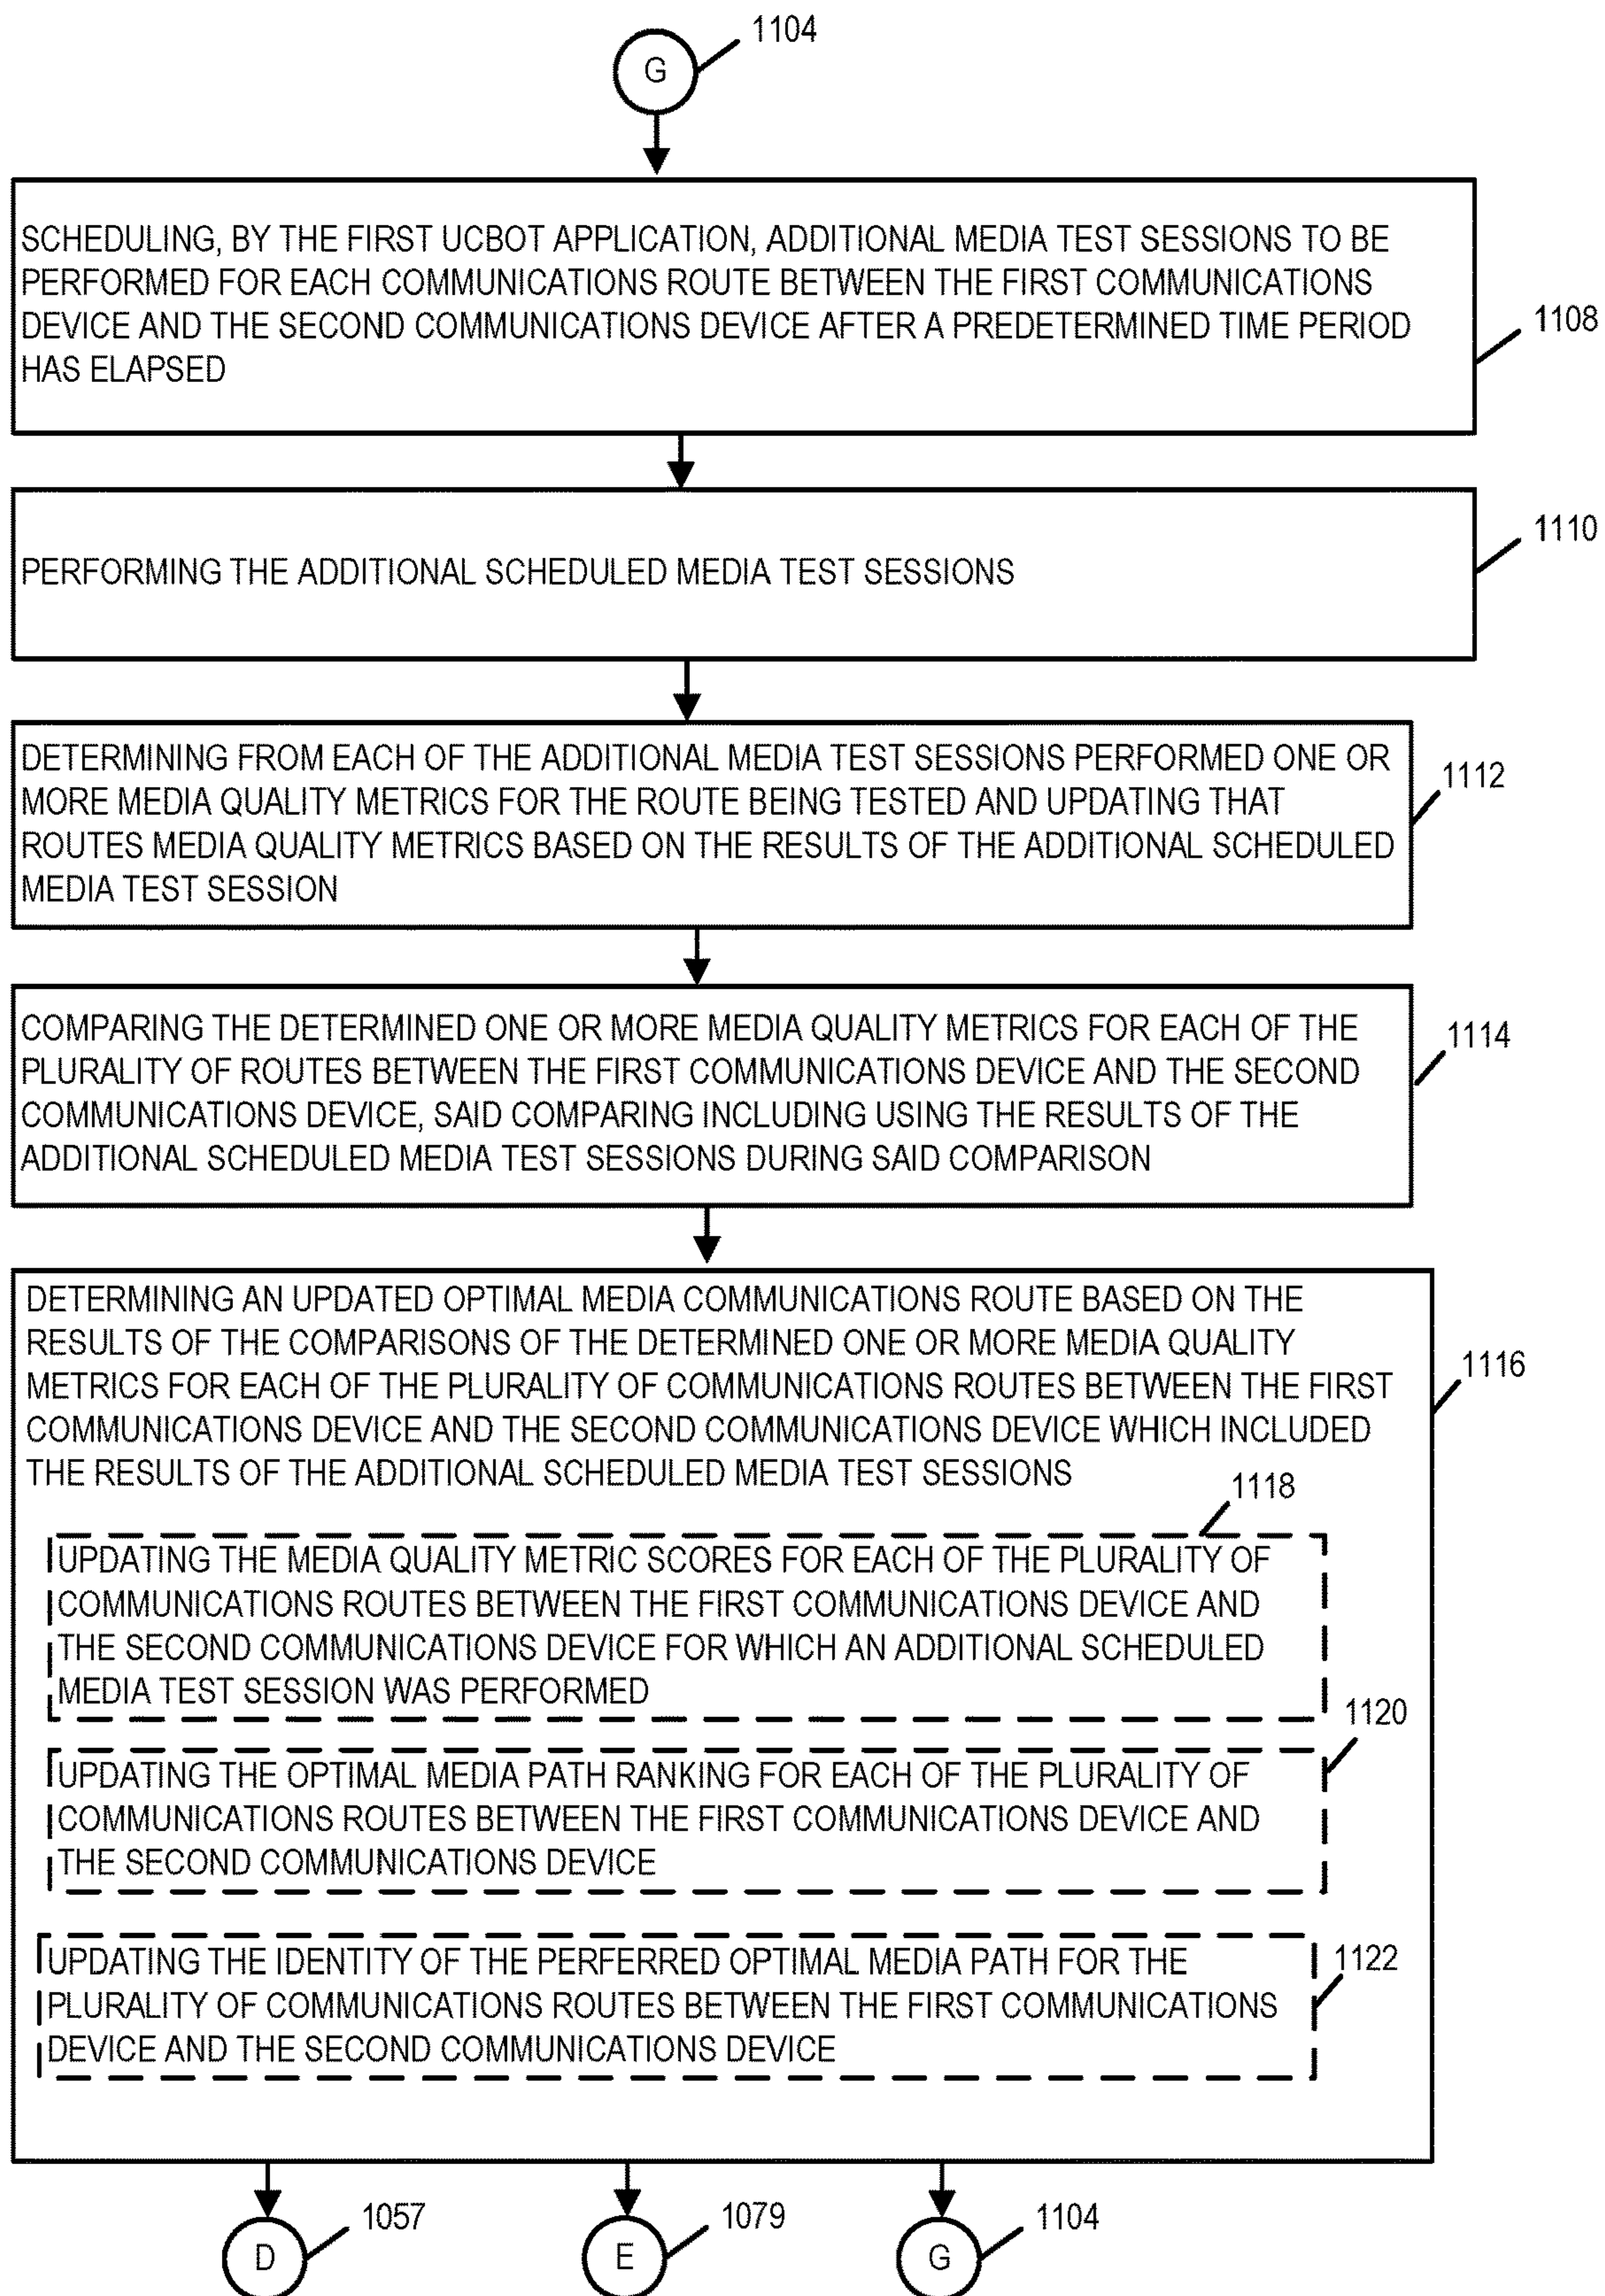 1104
G
SCHEDULING, BY THE FIRST UCBOT APPLICATION, ADDITIONAL MEDIA TEST SESSIONS TO BE
PERFORMED FOR EACH COMMUNICATIONS ROUTE BETWEEN THE FIRST COMMUNICATIONS
DEVICE AND THE SECOND COMMUNICATIONS DEVICE AFTER A PREDETERMINED TIME PERIOD
HAS ELAPSED
1108
PERFORMING THE ADDITIONAL SCHEDULED MEDIA TEST SESSIONS
1110
DETERMINING FROM EACH OF THE ADDITIONAL MEDIA TEST SESSIONS PERFORMED ONE OR
MORE MEDIA QUALITY METRICS FOR THE ROUTE BEING TESTED AND UPDATING THAT
ROUTES MEDIA QUALITY METRICS BASED ON THE RESULTS OF THE ADDITIONAL SCHEDULED
MEDIA TEST SESSION
1112
COMPARING THE DETERMINED ONE OR MORE MEDIA QUALITY METRICS FOR EACH OF THE
PLURALITY OF ROUTES BETWEEN THE FIRST COMMUNICATIONS DEVICE AND THE SECOND
COMMUNICATIONS DEVICE, SAID COMPARING INCLUDING USING THE RESULTS OF THE
ADDITIONAL SCHEDULED MEDIA TEST SESSIONS DURING SAID COMPARISON
1114
DETERMINING AN UPDATED OPTIMAL MEDIA COMMUNICATIONS ROUTE BASED ON THE
RESULTS OF THE COMPARISONS OF THE DETERMINED ONE OR MORE MEDIA QUALITY
METRICS FOR EACH OF THE PLURALITY OF COMMUNICATIONS ROUTES BETWEEN THE FIRST
COMMUNICATIONS DEVICE AND THE SECOND COMMUNICATIONS DEVICE WHICH INCLUDED
THE RESULTS OF THE ADDITIONAL SCHEDULED MEDIA TEST SESSIONS
1116
1118
UPDATING THE MEDIA QUALITY METRIC SCORES FOR EACH OF THE PLURALITY OF
COMMUNICATIONS ROUTES BETWEEN THE FIRST COMMUNICATIONS DEVICE AND
THE SECOND COMMUNICATIONS DEVICE FOR WHICH AN ADDITIONAL SCHEDULED
MEDIA TEST SESSION WAS PERFORMED
1120
UPDATING THE OPTIMAL MEDIA PATH RANKING FOR EACH OF THE PLURALITY OF
COMMUNICATIONS ROUTES BETWEEN THE FIRST COMMUNICATIONS DEVICE AND
THE SECOND COMMUNICATIONS DEVICE
UPDATING THE IDENTITY OF THE PERFERRED OPTIMAL MEDIA PATH FOR THE
PLURALITY OF COMMUNICATIONS ROUTES BETWEEN THE FIRST COMMUNICATIONS
DEVICE AND THE SECOND COMMUNICATIONS DEVICE
1122
D
1057
E
1079
G
1104